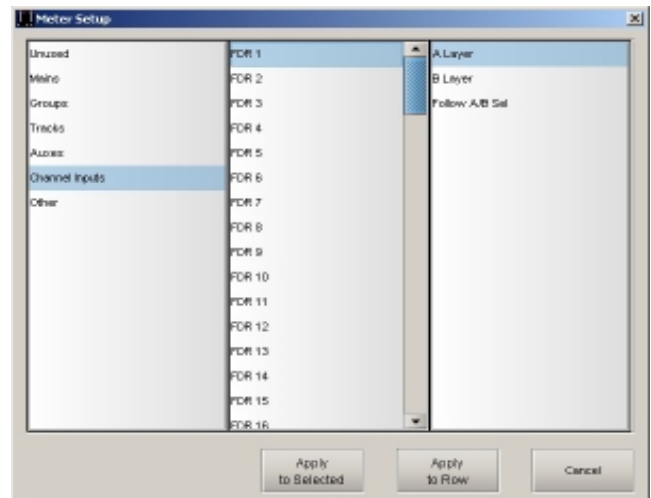 Meter Setup
Unused
Mains
Groups
Tracks
Auxes
Channel Inputs
Other
FDR 1
FDR 2
FDR 3
FDR 4
FDR 5
FDR 6
FDR 7
FDR 8
FDR 9
FDR 10
FDR 11
FDR 12
FDR 13
FDR 14
FDR 15
FDR 16
A Layer
B Layer
Follow A/B Sel
Apply
to Selected
Apply
to Row
Cancel